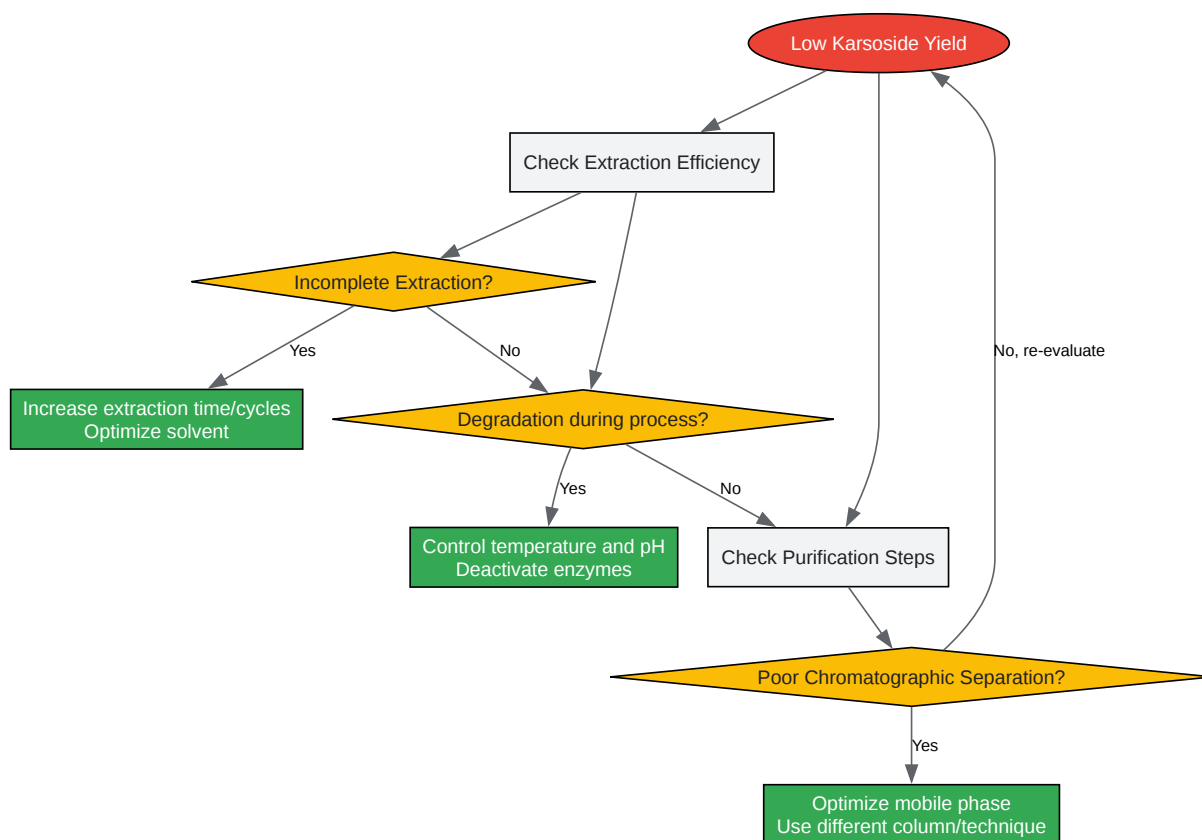 Low Karsoside Yield
Check Extraction Efficiency
Incomplete Extraction?
Yes
No
No, re-evaluate
Increase extraction time/cycles
Optimize solvent
Degradation during process?
Yes
No
Control temperature and pH
Deactivate enzymes
Check Purification Steps
Poor Chromatographic Separation?
Yes
Optimize mobile phase
Use different column/technique